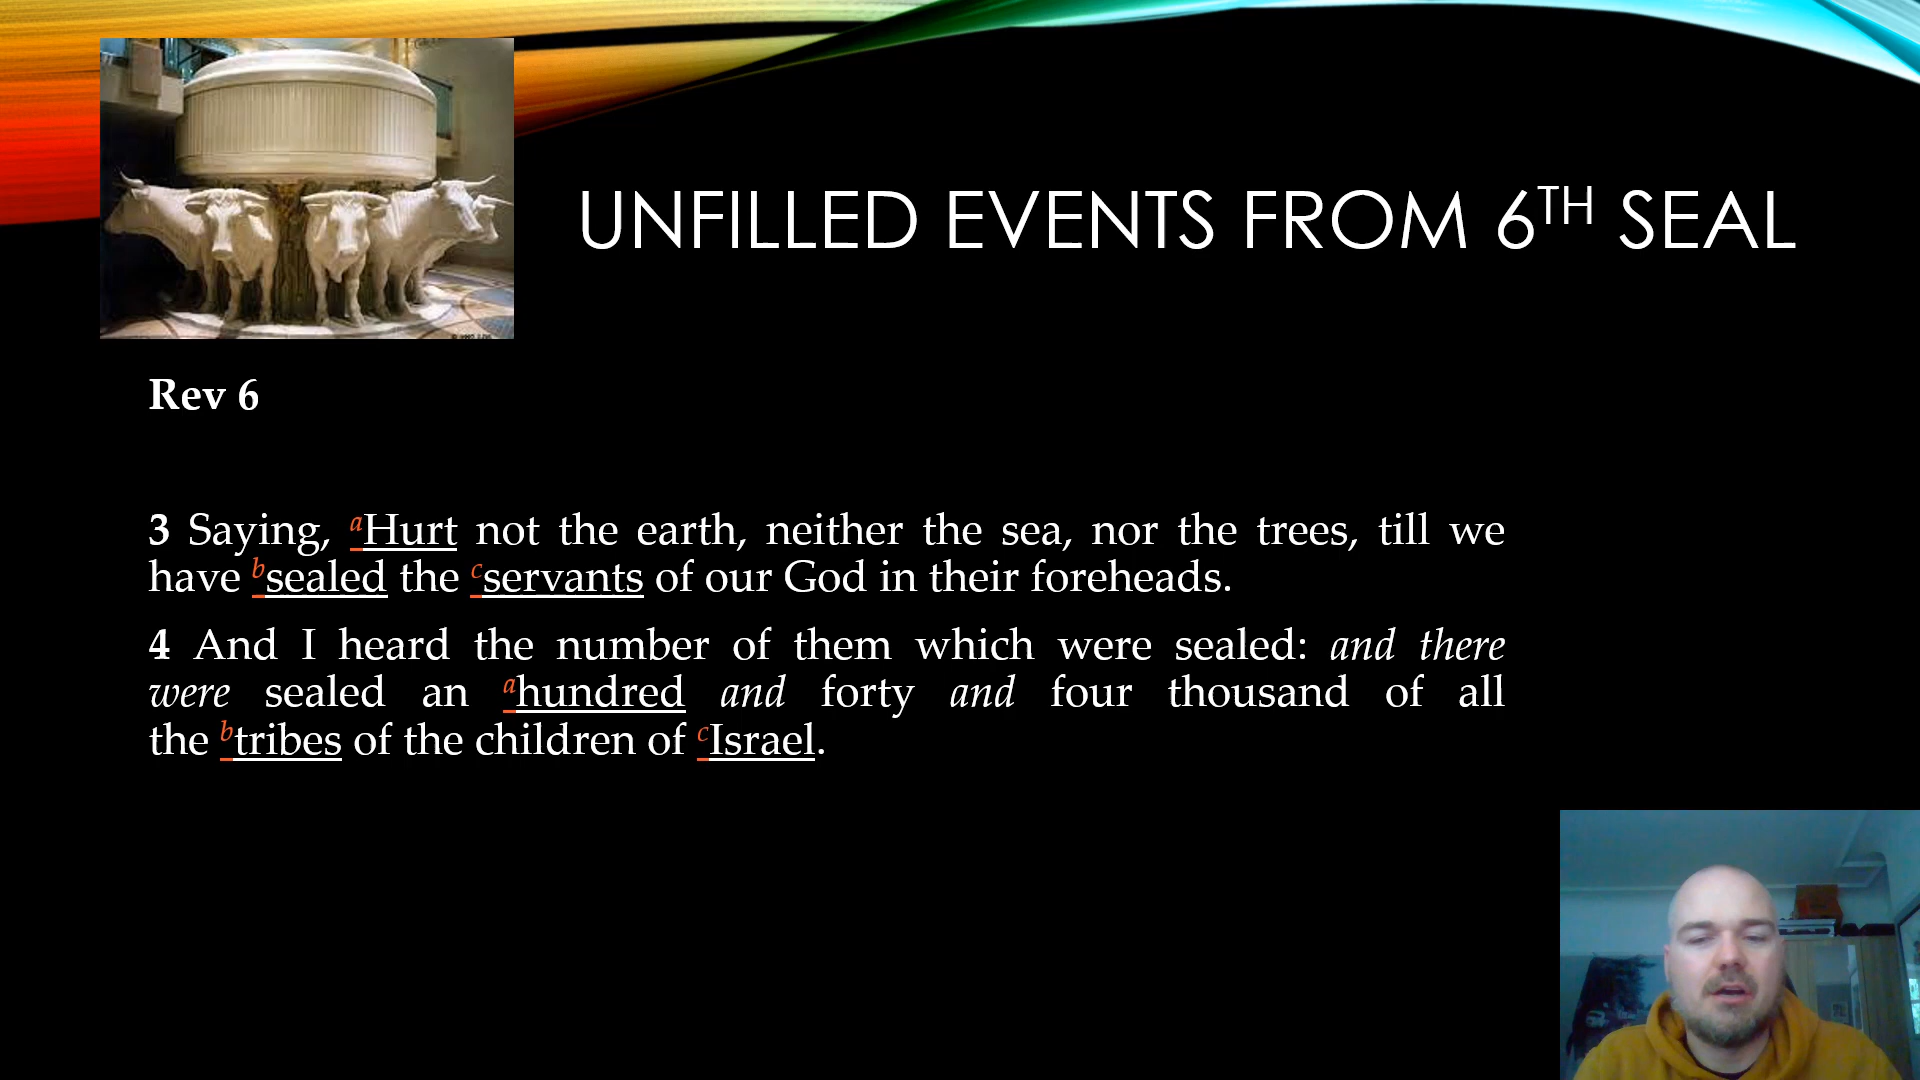 UNFILLED EVENTS FROM 6TH SEAL
Rev 6
3 Saying, aHurt not the earth, neither the sea, nor the trees, till we
have bsealed the cservants of our God in their foreheads.
4 And I heard the number of them which were sealed: and there
were sealed an ahundred and forty and four thousand of all
the btribes of the children of cIsrael.